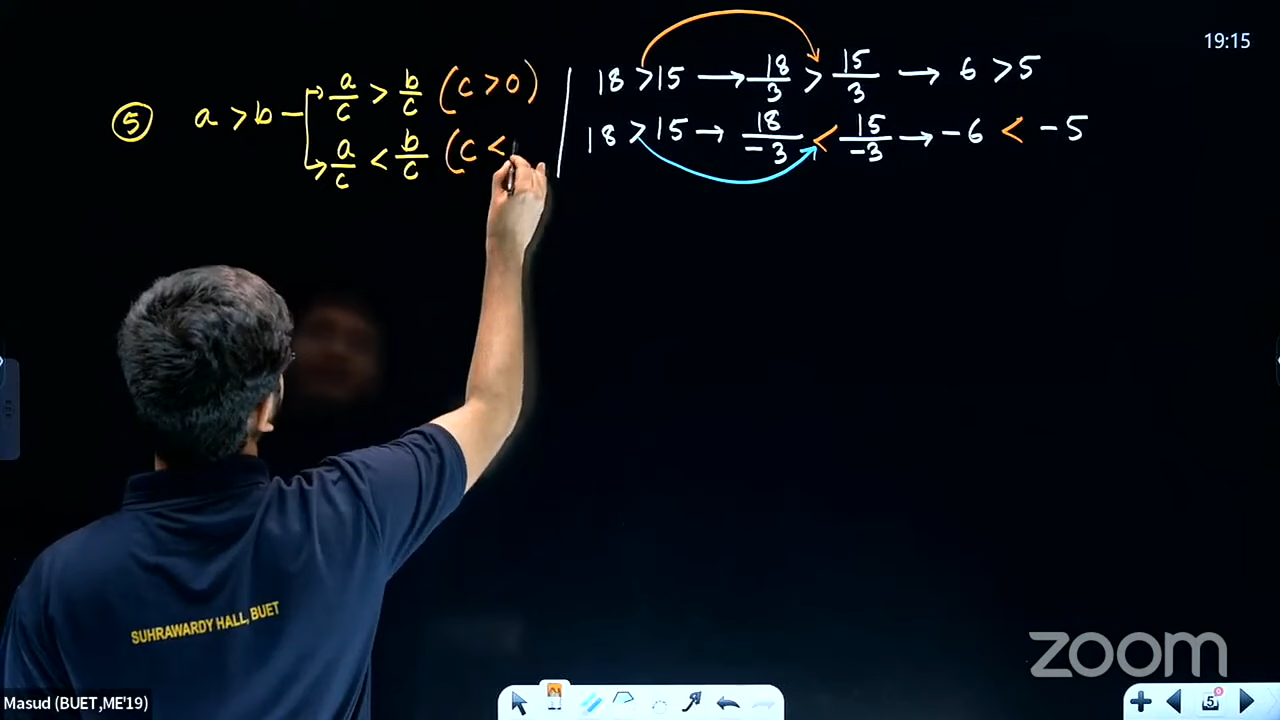 19:15
a/c > b/c (c > 0) | 18 > 15 → 18/3 > 15/3 → 6 > 5
⑤ a > b
a/c < b/c (c < | 18 > 15 → 18/-3 < 15/-3 → -6 < -5
SUHRAWARDY HALL, BUET
zoom
Masud (BUET,ME'19)
5